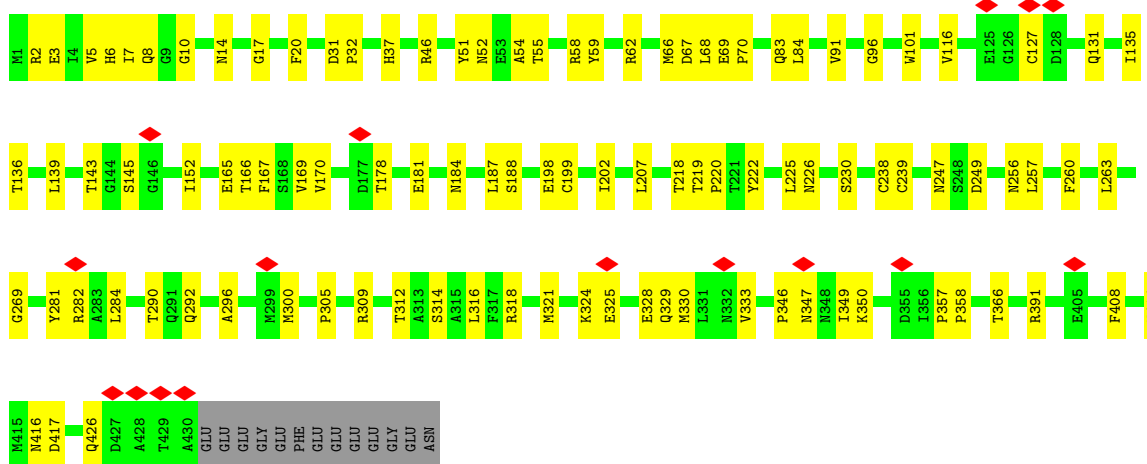 M1 R2 E3 I4 V5 H6 I7 Q8 G9 G10 N14 G17 F20 D31 P32 H37 R46 Y51 N52 E53 A54 T55 R58 Y59 R62 M66 D67 L68 E69 P70 Q83 L84 V91 G96 W101 V116 E125 G126 C127 D128 Q131 I135
T136 L139 T143 G144 S145 G146 I152 E165 T166 F167 S168 V169 V170 D177 T178 E181 N184 L187 S188 E198 C199 I202 L207 T218 T219 P220 T221 Y222 L225 N226 S230 C238 C239 N247 S248 D249 N256 L257 F260 L263
G269 Y281 R282 A283 L284 T290 Q291 Q292 A296 M299 M300 P305 R309 T312 A313 S314 A315 L316 F317 R318 M321 K324 E325 E328 Q329 M330 L331 N332 V333 P346 N347 N348 I349 K350 D355 I356 P357 P358 T366 R391 E405 F408
M415 N416 D417 Q426 D427 A428 T429 A430 GLU GLU GLU GLY GLU PHE GLU GLU GLU GLU GLY GLU ASN